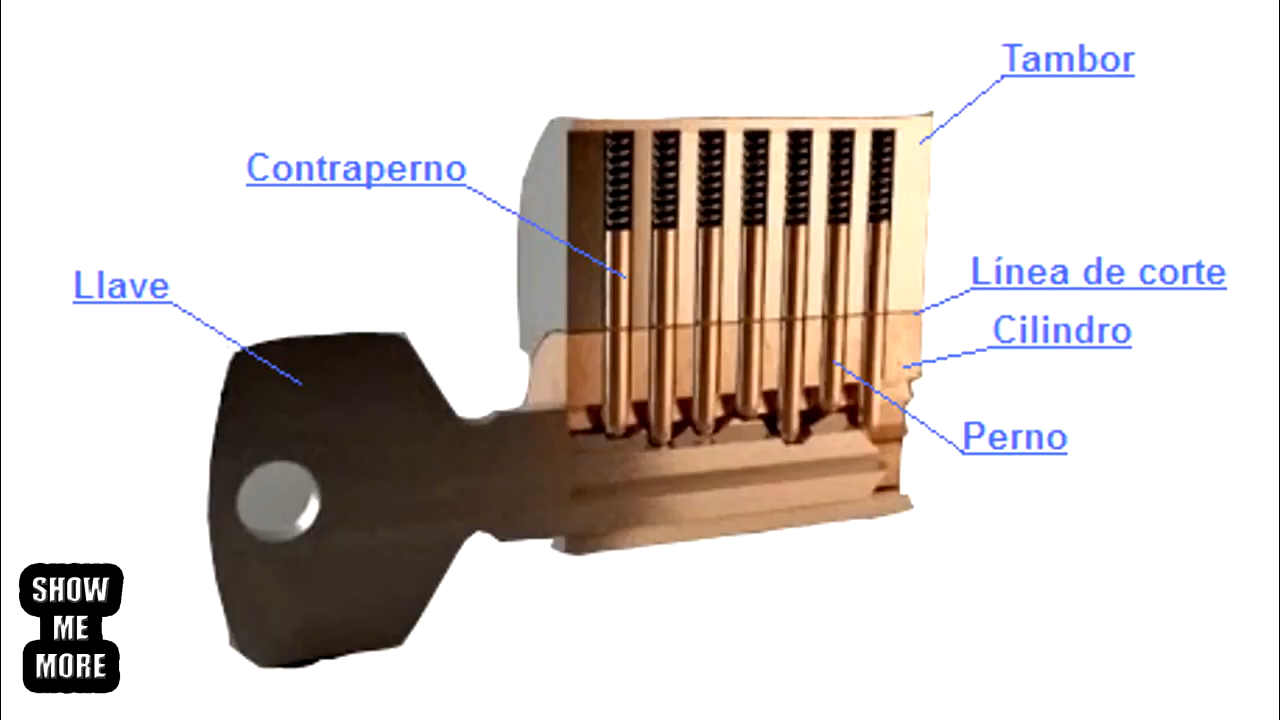 Tambor
Contraperno
Línea de corte
Llave
Cilindro
Perno
SHOW
ME
MORE